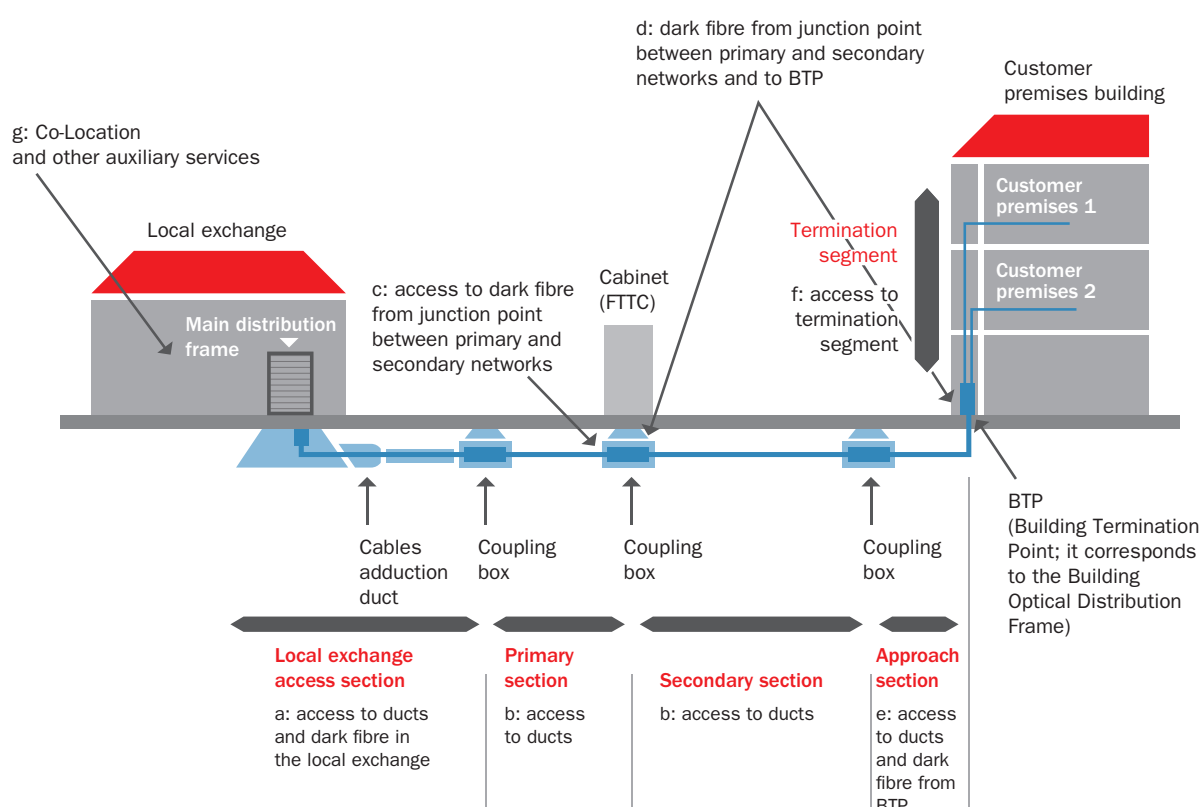 d: dark fibre from junction point
between primary and secondary
networks and to BTP
Customer
premises building
g: Co-Location
and other auxiliary services
Customer
premises 1
Local exchange
Termination
segment
Cabinet
(FTTC)
Customer
premises 2
c: access to dark fibre
from junction point
between primary and
secondary networks
f: access to
termination
segment
Main distribution
frame
BTP
(Building Termination
Point; it corresponds
to the Building
Optical Distribution
Frame)
Cables
adduction
duct
Coupling
box
Coupling
box
Coupling
box
Local exchange
access section
a: access to ducts
and dark fibre in
the local exchange
Primary
section
b: access
to ducts
Secondary section
b: access to ducts
Approach
section
e: access
to ducts
and dark
fibre from
BTP